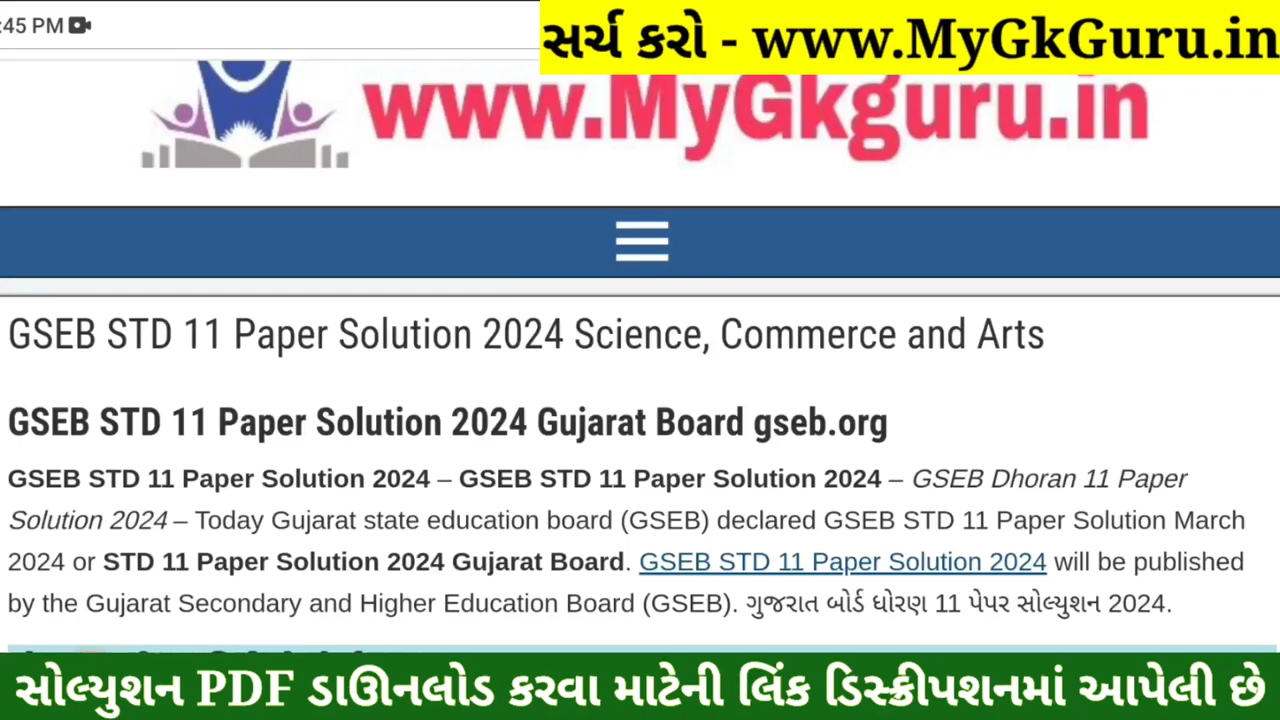 :45 PM
સર્ચ કરો - www.MyGkGuru.in
www.MyGkguru.in
GSEB STD 11 Paper Solution 2024 Science, Commerce and Arts
GSEB STD 11 Paper Solution 2024 Gujarat Board gseb.org
GSEB STD 11 Paper Solution 2024 – GSEB STD 11 Paper Solution 2024 – GSEB Dhoran 11 Paper
Solution 2024 – Today Gujarat state education board (GSEB) declared GSEB STD 11 Paper Solution March
2024 or STD 11 Paper Solution 2024 Gujarat Board. GSEB STD 11 Paper Solution 2024 will be published
by the Gujarat Secondary and Higher Education Board (GSEB). ગુજરાત બોર્ડ ધોરણ 11 પેપર સોલ્યુશન 2024.
સોલ્યુશન PDF ડાઊનલોડ કરવા માટેની લિંક ડિસ્ક્રીપશનમાં આપેલી છે